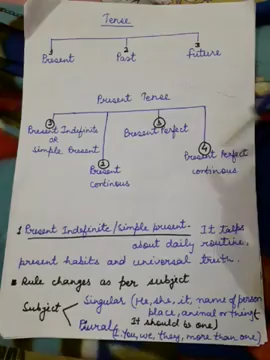 Tense
1 2 3
Present Past Future
Present Tense
1 3
Present Indefinite Present Perfect
or
Simple Present 4
2 Present Perfect
Present continous
continous
1 Present Indefinite/Simple present. It talks
about daily routine,
present habits and universal truth.
Rule changes as per subject
Singular (He, she, it, name of person
place, animal or thing
Subject It should be one)
Plural (I, You, we, they, more than one)